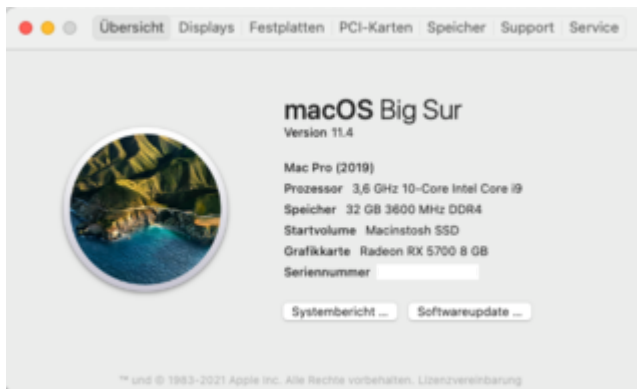 Übersicht Displays Festplatten PCI-Karten Speicher Support Service
macOS Big Sur
Version 11.4
Mac Pro (2019)
Prozessor 3,6 GHz 10-Core Intel Core i9
Speicher 32 GB 3600 MHz DDR4
Startvolume Macinstosh SSD
Grafikkarte Radeon RX 5700 8 GB
Seriennummer
Systembericht ...
Softwareupdate ...
™ und © 1983-2021 Apple Inc. Alle Rechte vorbehalten. Lizenzvereinbarung